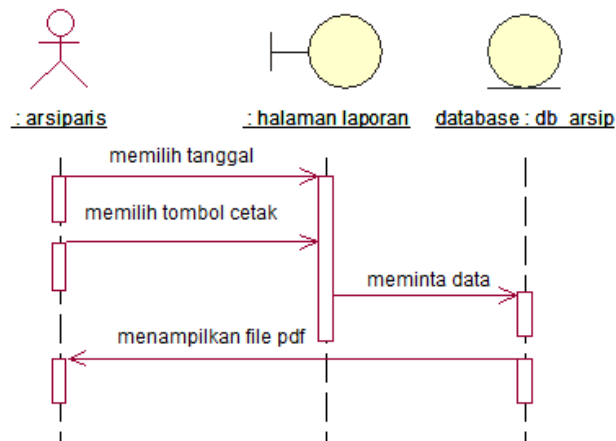 : arsiparis
: halaman laporan
database : db_arsip
memilih tanggal
memilih tombol cetak
meminta data
menampilkan file pdf